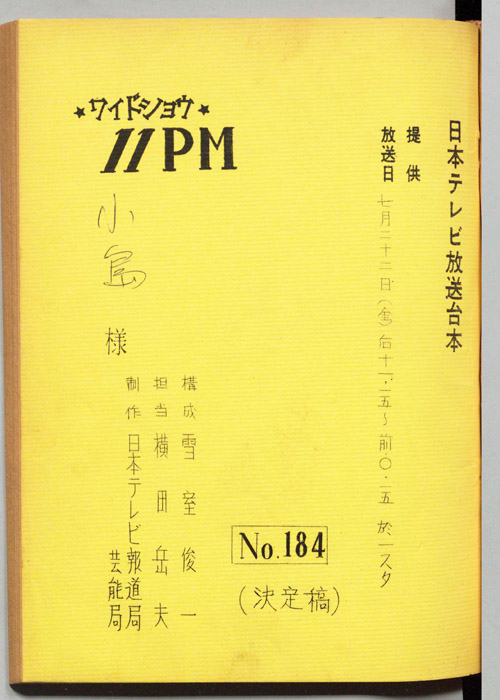 日本テレビ放送台本
提供
放送日 七月二十二日(金)后十一・一五～前・〇・一五 於一スタ
★ワイドショウ★
11PM
小島様
構成 雪室俊一
担当 横田岳夫
制作 日本テレビ報道局
芸能局
No.184
(決定稿)